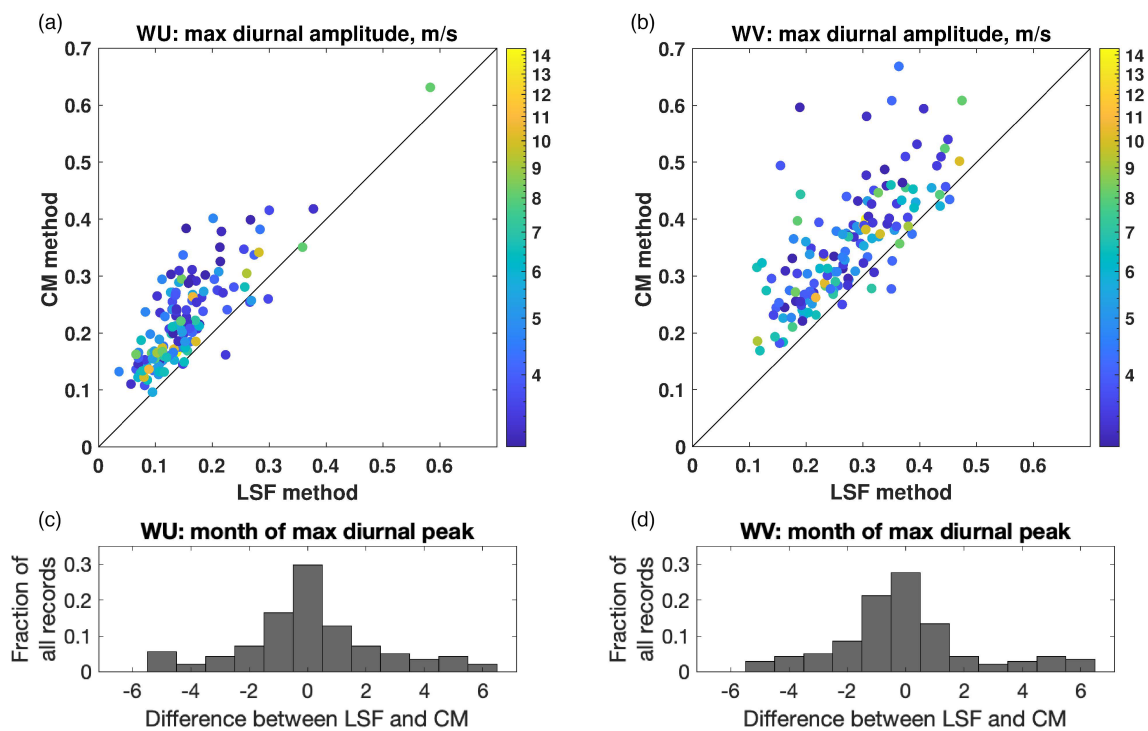 (a)
WU: max diurnal amplitude, m/s
0.7
0.6
0.5
0.4
0.3
0.2
0.1
0
CM method
0 0.1 0.2 0.3 0.4 0.5 0.6
LSF method
14
13
12
11
10
9
8
7
6
5
4
(b)
WV: max diurnal amplitude, m/s
0.7
0.6
0.5
0.4
0.3
0.2
0.1
0
CM method
0 0.1 0.2 0.3 0.4 0.5 0.6
LSF method
14
13
12
11
10
9
8
7
6
5
4
(c)
WU: month of max diurnal peak
Fraction of
all records
0.3
0.2
0.1
0
-6 -4 -2 0 2 4 6
Difference between LSF and CM
(d)
WV: month of max diurnal peak
Fraction of
all records
0.3
0.2
0.1
0
-6 -4 -2 0 2 4 6
Difference between LSF and CM